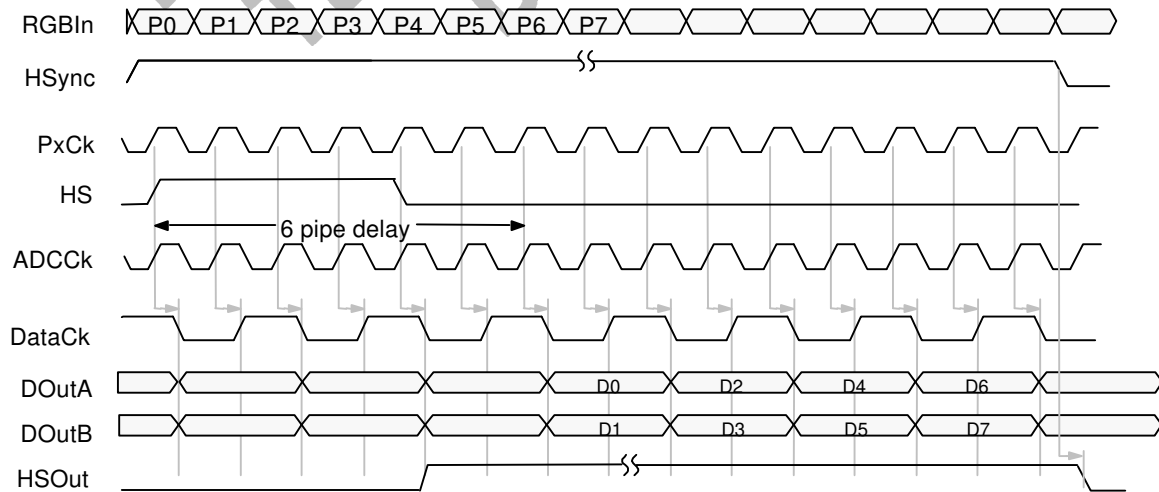 RGBIn P0 P1 P2 P3 P4 P5 P6 P7
HSync
PxCk
HS
6 pipe delay
ADCCk
DataCk
DOutA D0 D2 D4 D6
DOutB D1 D3 D5 D7
HSOut